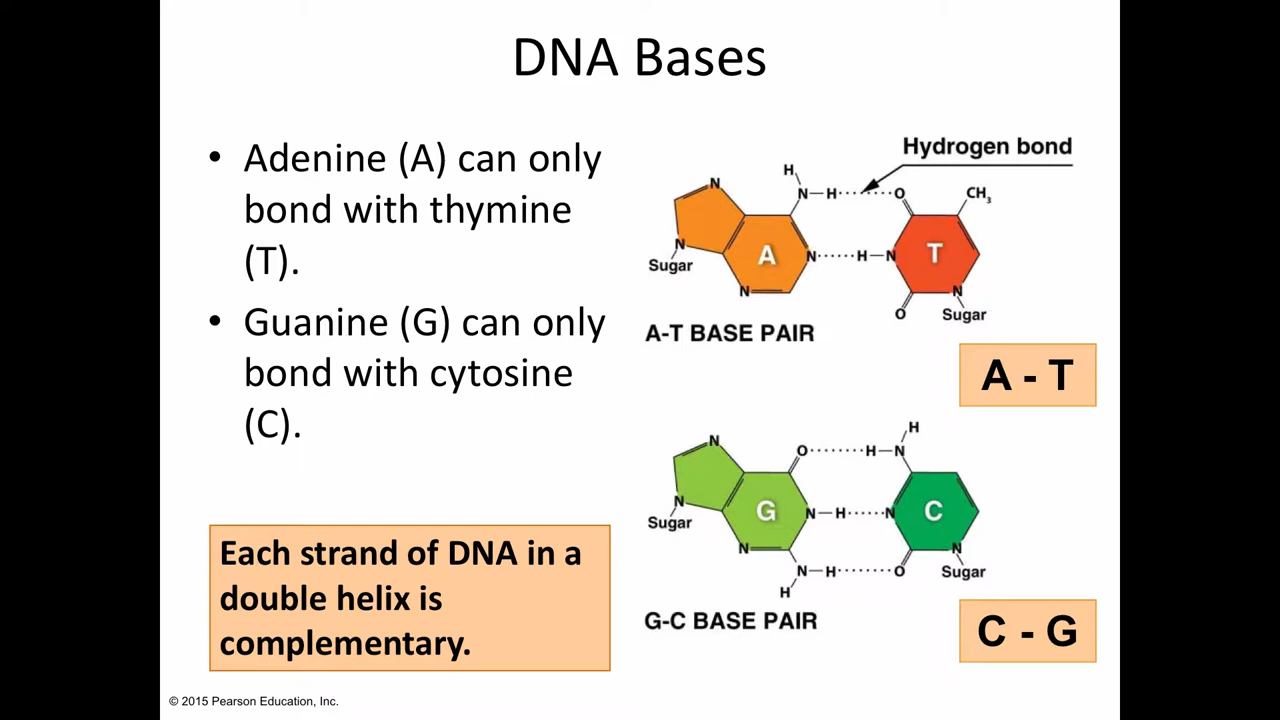 DNA Bases
• Adenine (A) can only
bond with thymine
(T).
• Guanine (G) can only
bond with cytosine
(C).
Each strand of DNA in a
double helix is
complementary.
Hydrogen bond
H
N
N
H
O
CH3
N
A
N
H
N
T
Sugar
N
N
O
Sugar
A-T BASE PAIR
A - T
H
N
O
H
N
N
G
N
H
N
C
Sugar
N
N
N
H
O
Sugar
H
G-C BASE PAIR
C - G
© 2015 Pearson Education, Inc.